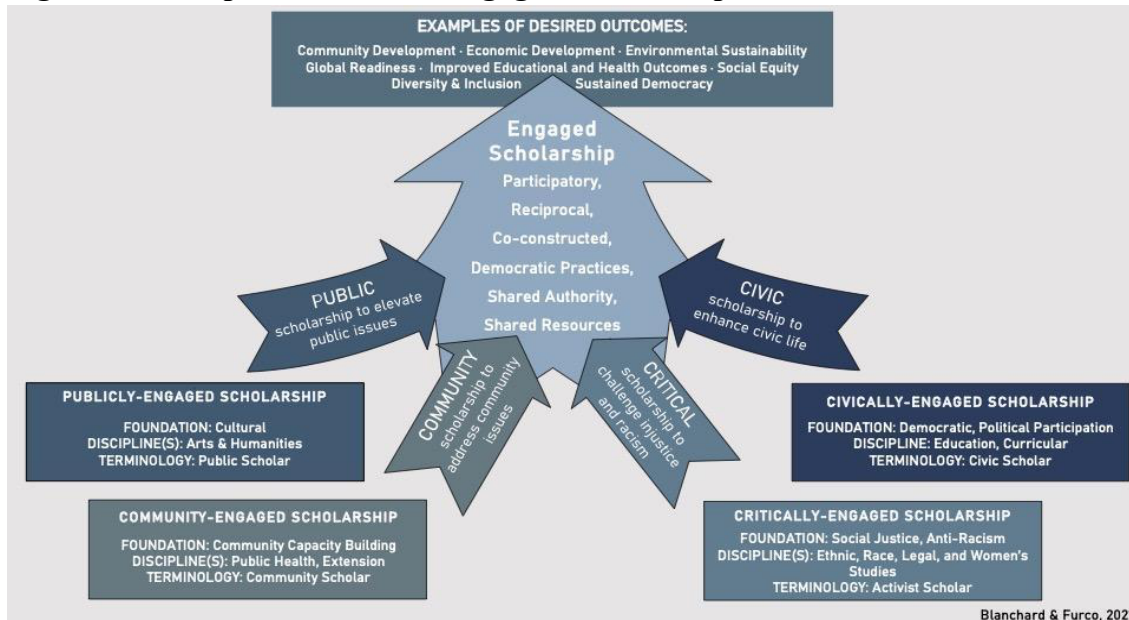 EXAMPLES OF DESIRED OUTCOMES:
Community Development · Economic Development · Environmental Sustainability
Global Readiness · Improved Educational and Health Outcomes · Social Equity
Diversity & Inclusion Sustained Democracy
Engaged
Scholarship
Participatory,
Reciprocal,
Co-constructed,
Democratic Practices,
Shared Authority,
Shared Resources
PUBLIC
scholarship to elevate
public issues
CIVIC
scholarship to
enhance civic life
COMMUNITY
scholarship to
address community
issues
CRITICAL
scholarship to
challenge injustice
and racism
PUBLICLY-ENGAGED SCHOLARSHIP
FOUNDATION: Cultural
DISCIPLINE(S): Arts & Humanities
TERMINOLOGY: Public Scholar
CIVICALLY-ENGAGED SCHOLARSHIP
FOUNDATION: Democratic, Political Participation
DISCIPLINE: Education, Curricular
TERMINOLOGY: Civic Scholar
COMMUNITY-ENGAGED SCHOLARSHIP
FOUNDATION: Community Capacity Building
DISCIPLINE(S): Public Health, Extension
TERMINOLOGY: Community Scholar
CRITICALLY-ENGAGED SCHOLARSHIP
FOUNDATION: Social Justice, Anti-Racism
DISCIPLINE(S): Ethnic, Race, Legal, and Women's
Studies
TERMINOLOGY: Activist Scholar
Blanchard & Furco, 202